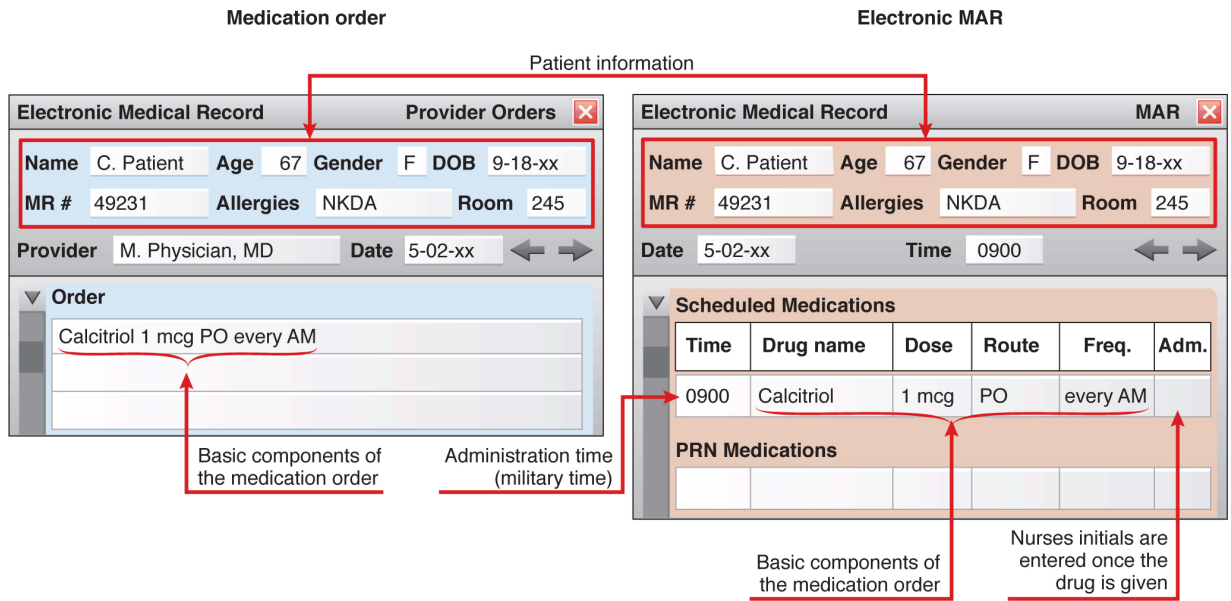 Medication order
Electronic MAR
Patient information
Electronic Medical Record Provider Orders
Name C. Patient Age 67 Gender F DOB 9-18-xx
MR # 49231 Allergies NKDA Room 245
Provider M. Physician, MD Date 5-02-xx
Order
Calcitriol 1 mcg PO every AM
Basic components of
the medication order
Electronic Medical Record MAR
Name C. Patient Age 67 Gender F DOB 9-18-xx
MR # 49231 Allergies NKDA Room 245
Date 5-02-xx Time 0900
Scheduled Medications
Time Drug name Dose Route Freq. Adm.
0900 Calcitriol 1 mcg PO every AM
PRN Medications
Administration time
(military time)
Basic components of
the medication order
Nurses initials are
entered once the
drug is given